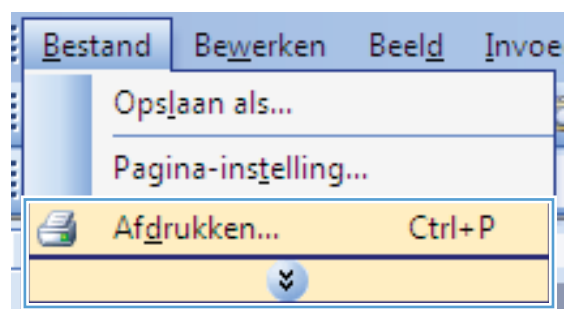 Bestand Bewerken Beeld Invoe
Opslaan als...
Pagina-instelling...
Afdrukken... Ctrl+P